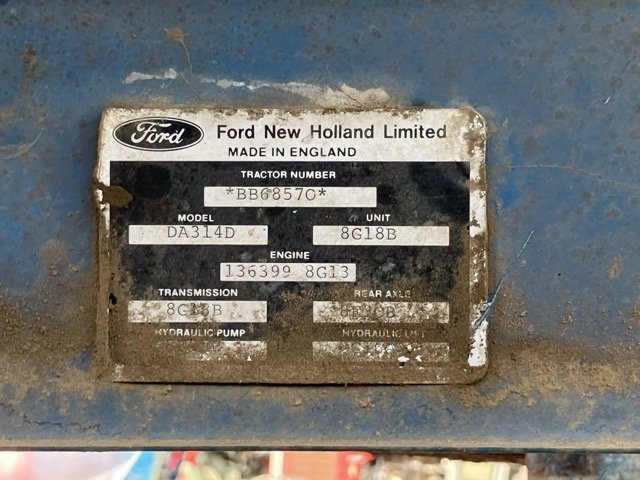 Ford
Ford New Holland Limited
MADE IN ENGLAND
TRACTOR NUMBER
*BB68570*
MODEL UNIT
DA314D 8G18B
ENGINE
136399 8G13
TRANSMISSION REAR AXLE
8G18B
HYDRAULIC PUMP HYDRAULIC LIFT